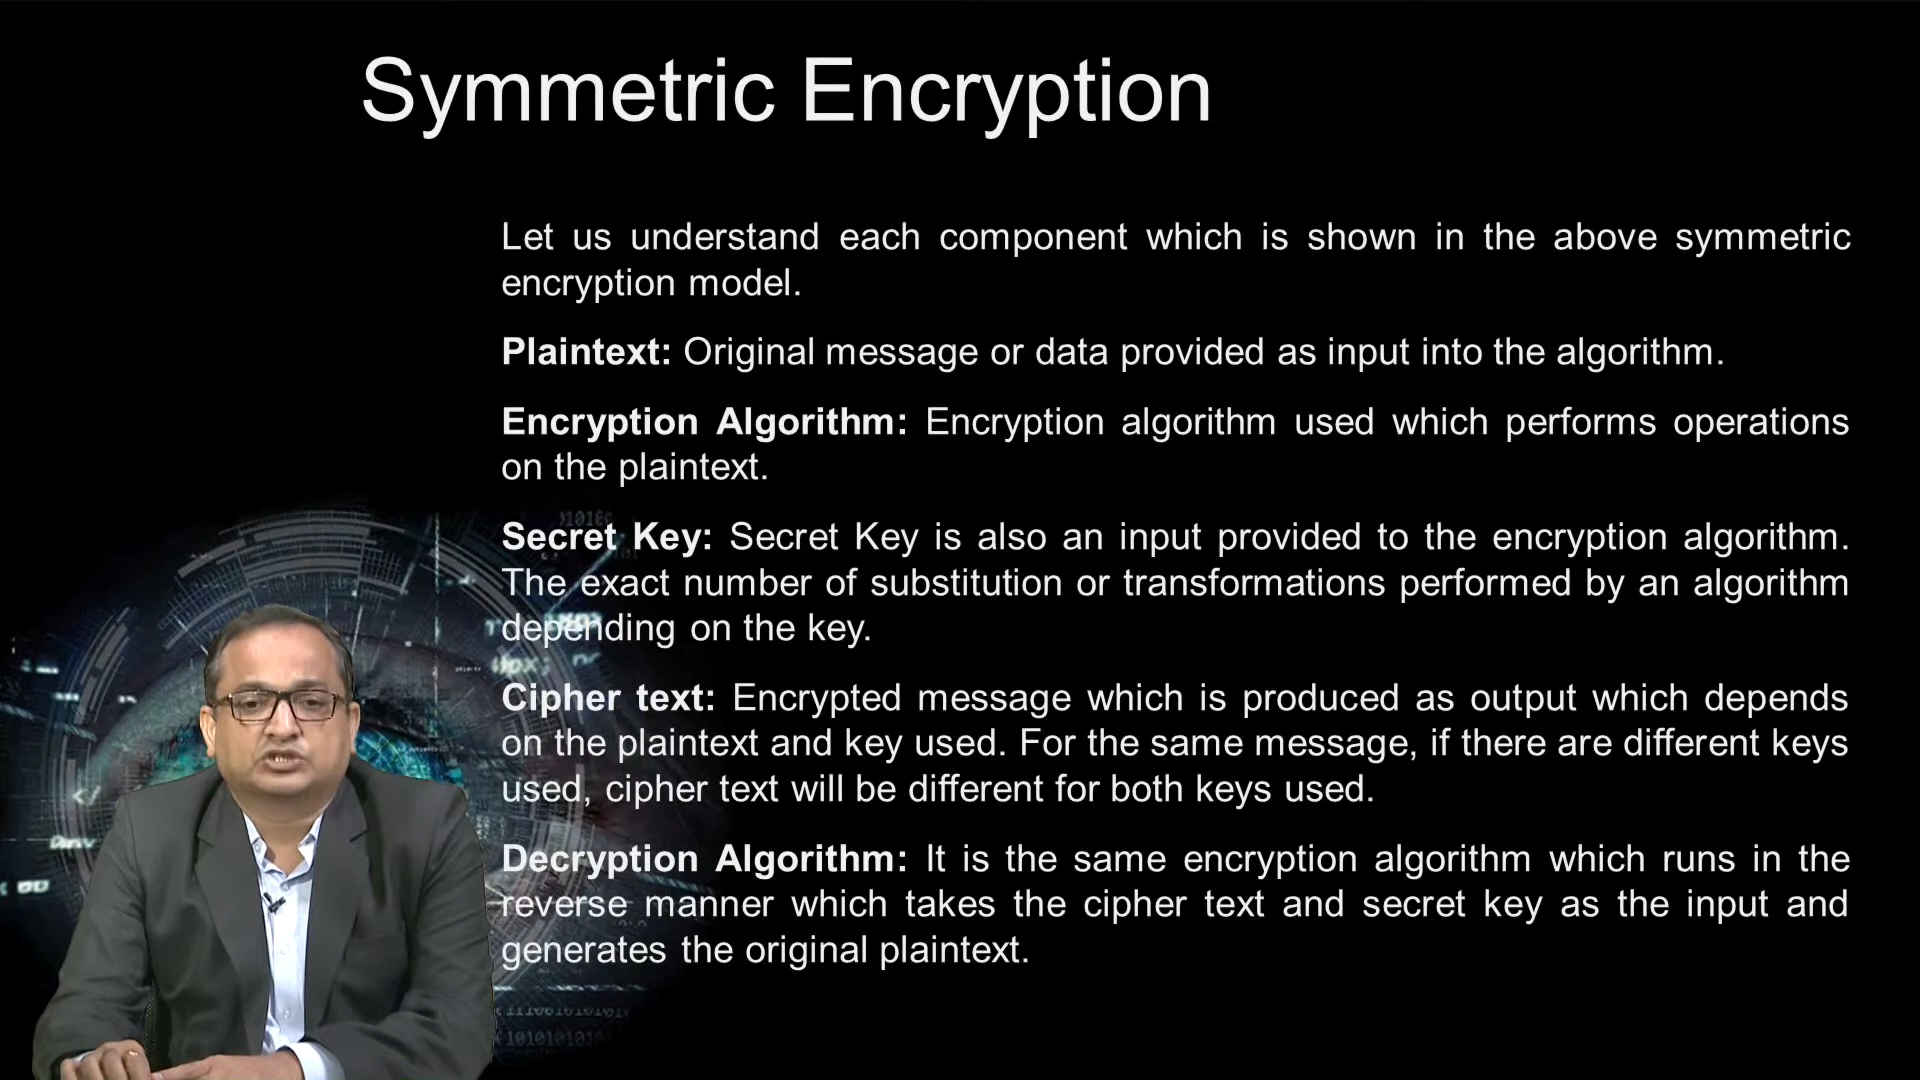 Symmetric Encryption
Let us understand each component which is shown in the above symmetric
encryption model.
Plaintext: Original message or data provided as input into the algorithm.
Encryption Algorithm: Encryption algorithm used which performs operations
on the plaintext.
Secret Key: Secret Key is also an input provided to the encryption algorithm.
The exact number of substitution or transformations performed by an algorithm
depending on the key.
Cipher text: Encrypted message which is produced as output which depends
on the plaintext and key used. For the same message, if there are different keys
used, cipher text will be different for both keys used.
Decryption Algorithm: It is the same encryption algorithm which runs in the
reverse manner which takes the cipher text and secret key as the input and
generates the original plaintext.